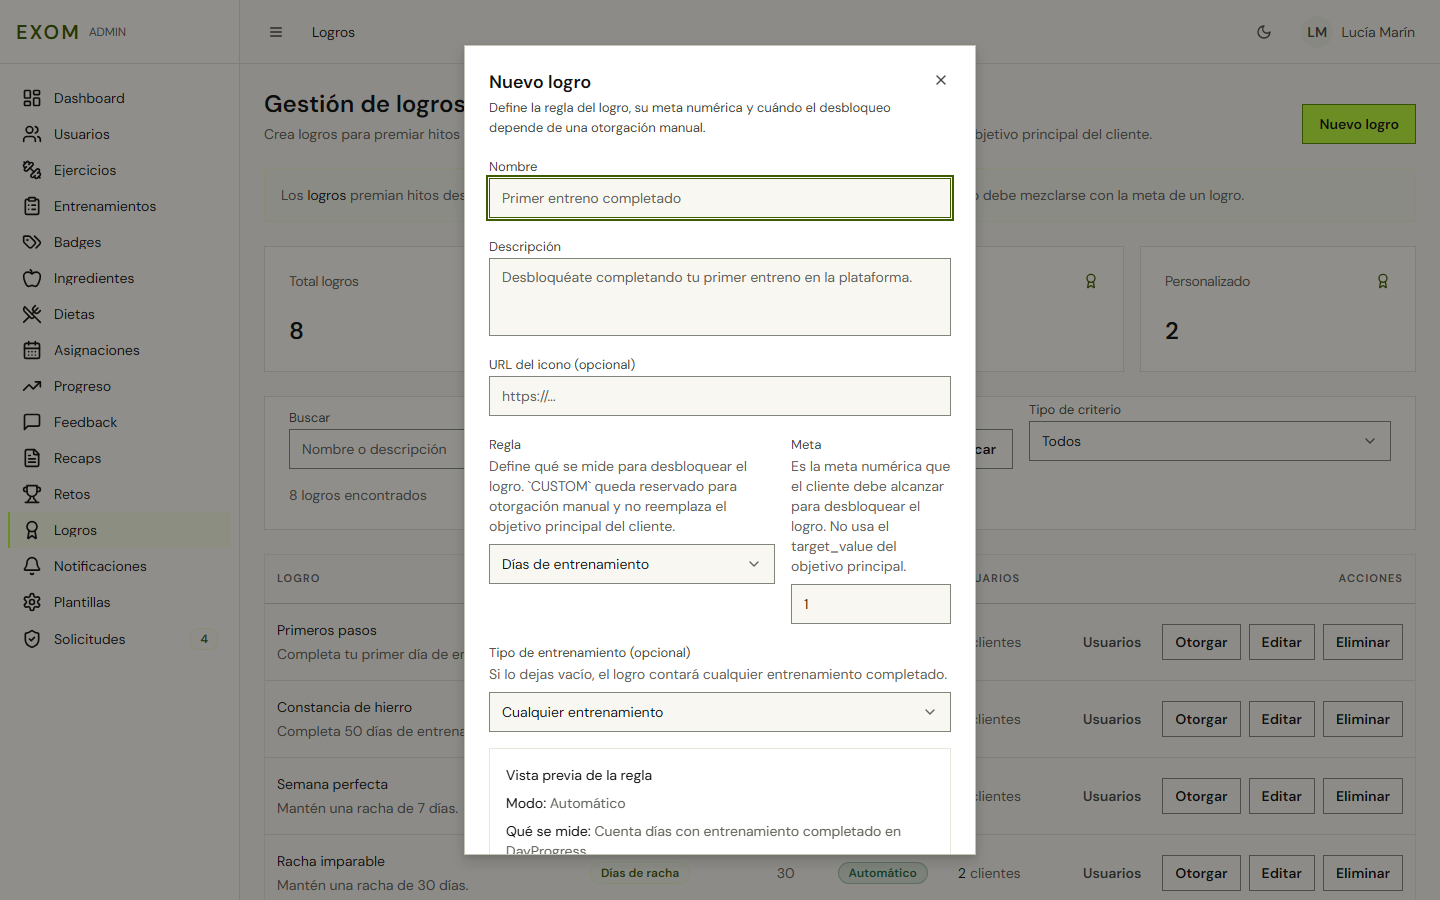 EXOM ADMIN
Logros
LM Lucía Marín
Dashboard
Usuarios
Ejercicios
Entrenamientos
Badges
Ingredientes
Dietas
Asignaciones
Progreso
Feedback
Recaps
Retos
Logros
Notificaciones
Plantillas
Solicitudes 4
Gestión de logros
Crea logros para premiar hitos
objetivo principal del cliente.
Nuevo logro
Los logros premian hitos des
debe mezclarse con la meta de un logro.
Total logros
8
Personalizado
2
Buscar
Nombre o descripción
car
Tipo de criterio
Todos
8 logros encontrados
LOGRO
UARIOS
ACCIONES
Primeros pasos
Completa tu primer día de en
clientes Usuarios Otorgar Editar Eliminar
Constancia de hierro
Completa 50 días de entrena
clientes Usuarios Otorgar Editar Eliminar
Semana perfecta
Mantén una racha de 7 días.
clientes Usuarios Otorgar Editar Eliminar
Racha imparable
Mantén una racha de 30 días.
Días de racha 30 Automático 2 clientes Usuarios Otorgar Editar Eliminar
Nuevo logro
Define la regla del logro, su meta numérica y cuándo el desbloqueo
depende de una otorgación manual.
Nombre
Primer entreno completado
Descripción
Desbloquéate completando tu primer entreno en la plataforma.
URL del icono (opcional)
https://...
Regla
Define qué se mide para desbloquear el
logro. `CUSTOM` queda reservado para
otorgación manual y no reemplaza el
objetivo principal del cliente.
Días de entrenamiento
Meta
Es la meta numérica que
el cliente debe alcanzar
para desbloquear el
logro. No usa el
target_value del
objetivo principal.
1
Tipo de entrenamiento (opcional)
Si lo dejas vacío, el logro contará cualquier entrenamiento completado.
Cualquier entrenamiento
Vista previa de la regla
Modo: Automático
Qué se mide: Cuenta días con entrenamiento completado en
DayProgress